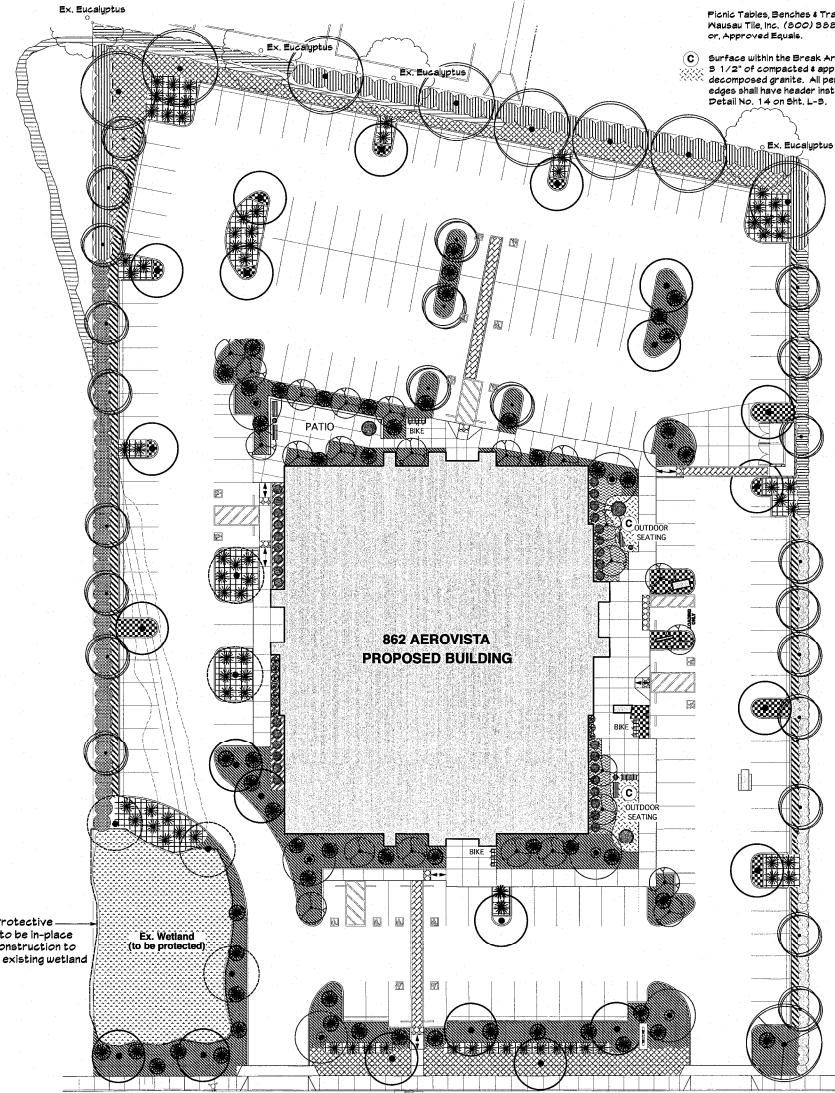 Ex. Eucalyptus
Picnic Tables, Benches & Tra
Wausau Tile, Inc. (800) 388
or, Approved Equals.
Ex. Eucalyptus
Ex. Eucalyptus
C Surface within the Break Ar
3 1/2" of compacted & app
decomposed granite. All per
edges shall have header inst
Detail No. 14 on Sht. L-3.
Ex. Eucalyptus
PATIO
BIKE
C
OUTDOOR
SEATING
862 AEROVISTA
PROPOSED BUILDING
BIKE
C
OUTDOOR
SEATING
BIKE
Protective
to be in-place
onstruction to
existing wetland
Ex. Wetland
(to be protected)